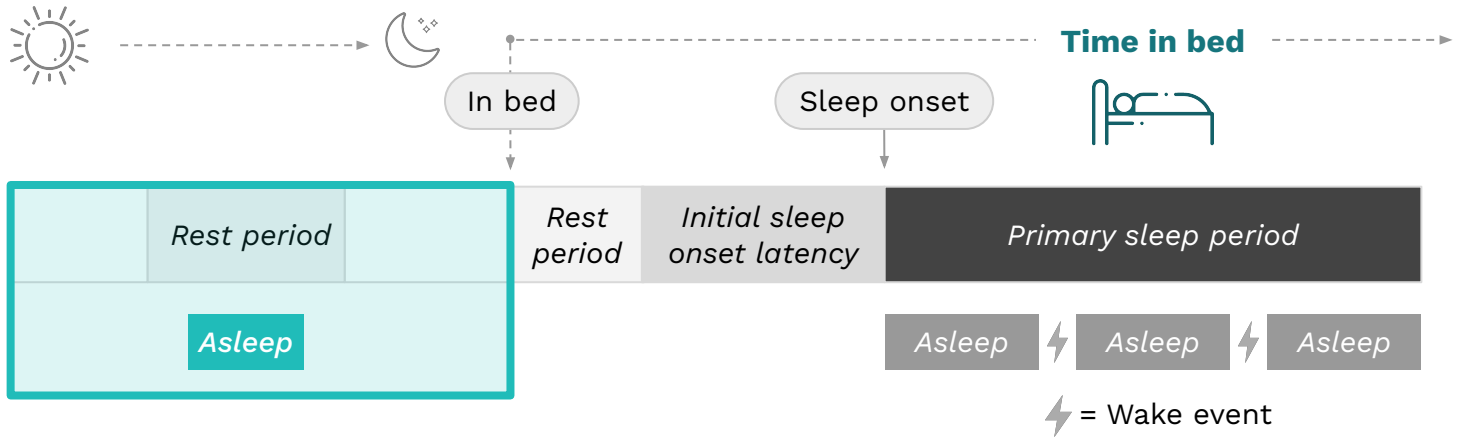 Time in bed
In bed
Sleep onset
Rest period
Rest
period
Initial sleep
onset latency
Primary sleep period
Asleep
Asleep
Asleep
Asleep
= Wake event